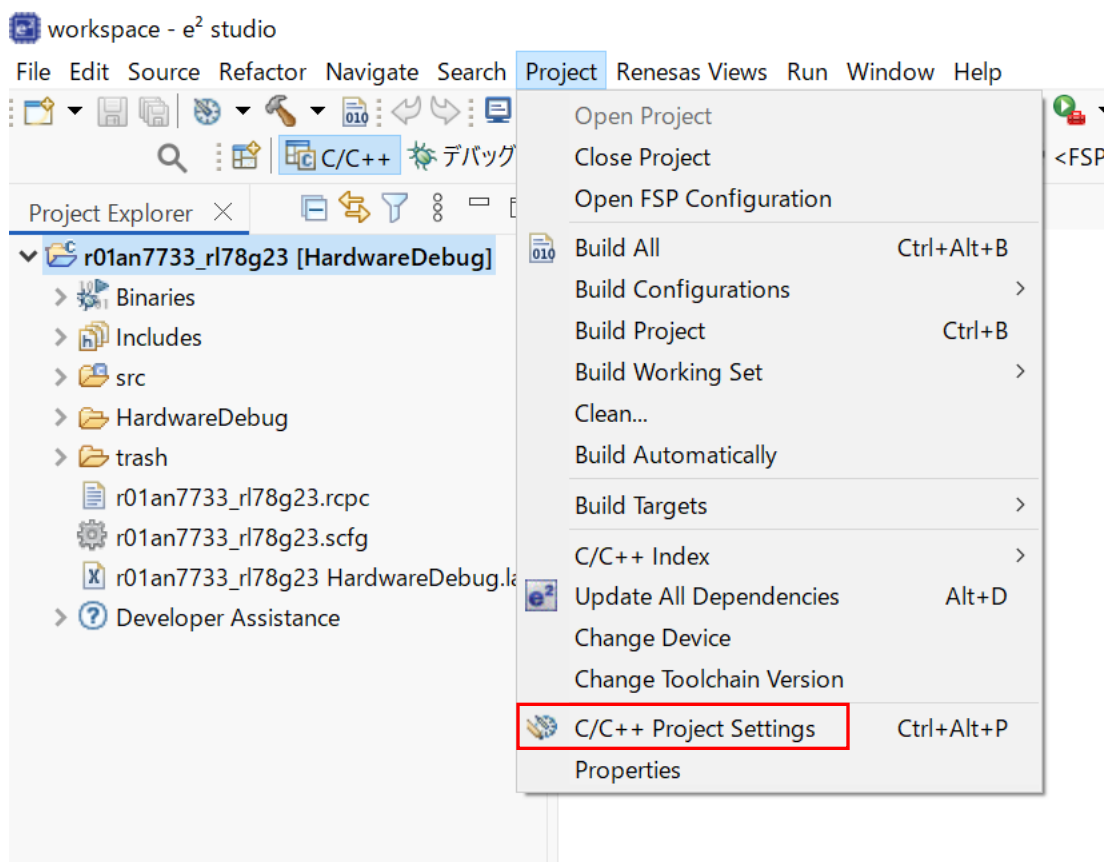 workspace - e² studio
File Edit Source Refactor Navigate Search Project Renesas Views Run Window Help
C/C++ デバッグ <FSP
Project Explorer
r01an7733_rl78g23 [HardwareDebug]
Binaries
Includes
src
HardwareDebug
trash
r01an7733_rl78g23.rcpc
r01an7733_rl78g23.scfg
r01an7733_rl78g23 HardwareDebug.la
Developer Assistance
Open Project
Close Project
Open FSP Configuration
010 Build All Ctrl+Alt+B
Build Configurations
Build Project Ctrl+B
Build Working Set
Clean...
Build Automatically
Build Targets
C/C++ Index
e² Update All Dependencies Alt+D
Change Device
Change Toolchain Version
C/C++ Project Settings Ctrl+Alt+P
Properties